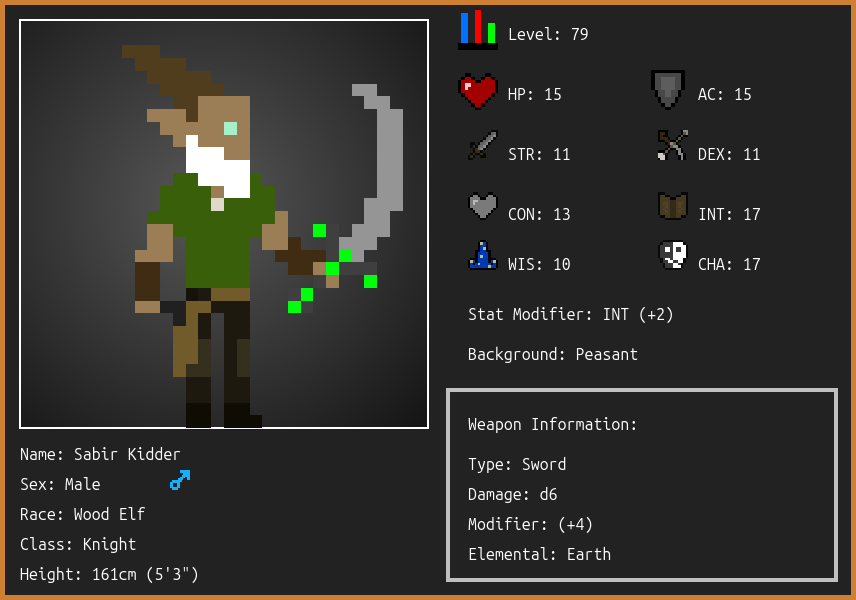 Level: 79
HP: 15
AC: 15
STR: 11
DEX: 11
CON: 13
INT: 17
WIS: 10
CHA: 17
Stat Modifier: INT (+2)
Background: Peasant
Weapon Information:
Type: Sword
Damage: d6
Modifier: (+4)
Elemental: Earth
Name: Sabir Kidder
Sex: Male
Race: Wood Elf
Class: Knight
Height: 161cm (5'3")